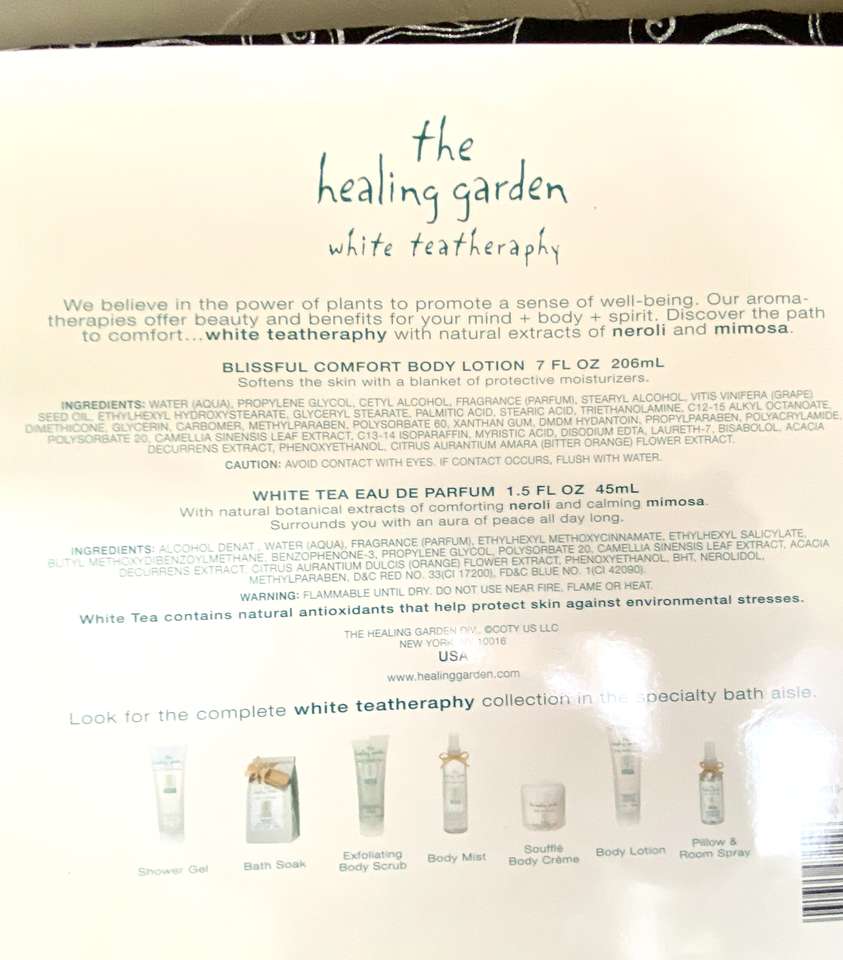 the
healing garden
white teatheraphy
We believe in the power of plants to promote a sense of well-being. Our aroma-
therapies offer beauty and benefits for your mind + body + spirit. Discover the path
to comfort...white teatheraphy with natural extracts of neroli and mimosa.
BLISSFUL COMFORT BODY LOTION 7 FL OZ 206mL
Softens the skin with a blanket of protective moisturizers.
INGREDIENTS: WATER (AQUA), PROPYLENE GLYCOL, CETYL ALCOHOL, FRAGRANCE (PARFUM), STEARYL ALCOHOL, VITIS VINIFERA (GRAPE)
SEED OIL, ETHYLHEXYL HYDROXYSTEARATE, GLYCERYL STEARATE, PALMITIC ACID, STEARIC ACID, TRIETHANOLAMINE, C12-15 ALKYL OCTANOATE,
DIMETHICONE, GLYCERIN, CARBOMER, METHYLPARABEN, POLYSORBATE 60, XANTHAN GUM, DMDM HYDANTOIN, PROPYLPARABEN, POLYACRYLAMIDE,
POLYSORBATE 20, CAMELLIA SINENSIS LEAF EXTRACT, C13-14 ISOPARAFFIN, MYRISTIC ACID, DISODIUM EDTA, LAURETH-7, BISABOLOL, ACACIA
DECURRENS EXTRACT, PHENOXYETHANOL, CITRUS AURANTIUM AMARA (BITTER ORANGE) FLOWER EXTRACT.
CAUTION: AVOID CONTACT WITH EYES. IF CONTACT OCCURS, FLUSH WITH WATER.
WHITE TEA EAU DE PARFUM 1.5 FL OZ 45mL
With natural botanical extracts of comforting neroli and calming mimosa.
Surrounds you with an aura of peace all day long.
INGREDIENTS: ALCOHOL DENAT., WATER (AQUA), FRAGRANCE (PARFUM), ETHYLHEXYL METHOXYCINNAMATE, ETHYLHEXYL SALICYLATE,
BUTYL METHOXYDIBENZOYLMETHANE, BENZOPHENONE-3, PROPYLENE GLYCOL, POLYSORBATE 20, CAMELLIA SINENSIS LEAF EXTRACT, ACACIA
DECURRENS EXTRACT, CITRUS AURANTIUM DULCIS (ORANGE) FLOWER EXTRACT, PHENOXYETHANOL, BHT, NEROLIDOL,
METHYLPARABEN, D&C RED NO. 33(CI 17200), FD&C BLUE NO. 1(CI 42090).
WARNING: FLAMMABLE UNTIL DRY. DO NOT USE NEAR FIRE, FLAME OR HEAT.
White Tea contains natural antioxidants that help protect skin against environmental stresses.
THE HEALING GARDEN DIV., ©COTY US LLC
NEW YORK, NY 10016
USA
www.healinggarden.com
Look for the complete white teatheraphy collection in the specialty bath aisle.
the
healing garden
Shower Gel
Bath Soak
Exfoliating
Body Scrub
Body Mist
Soufflé
Body Crème
Body Lotion
Pillow &
Room Spray